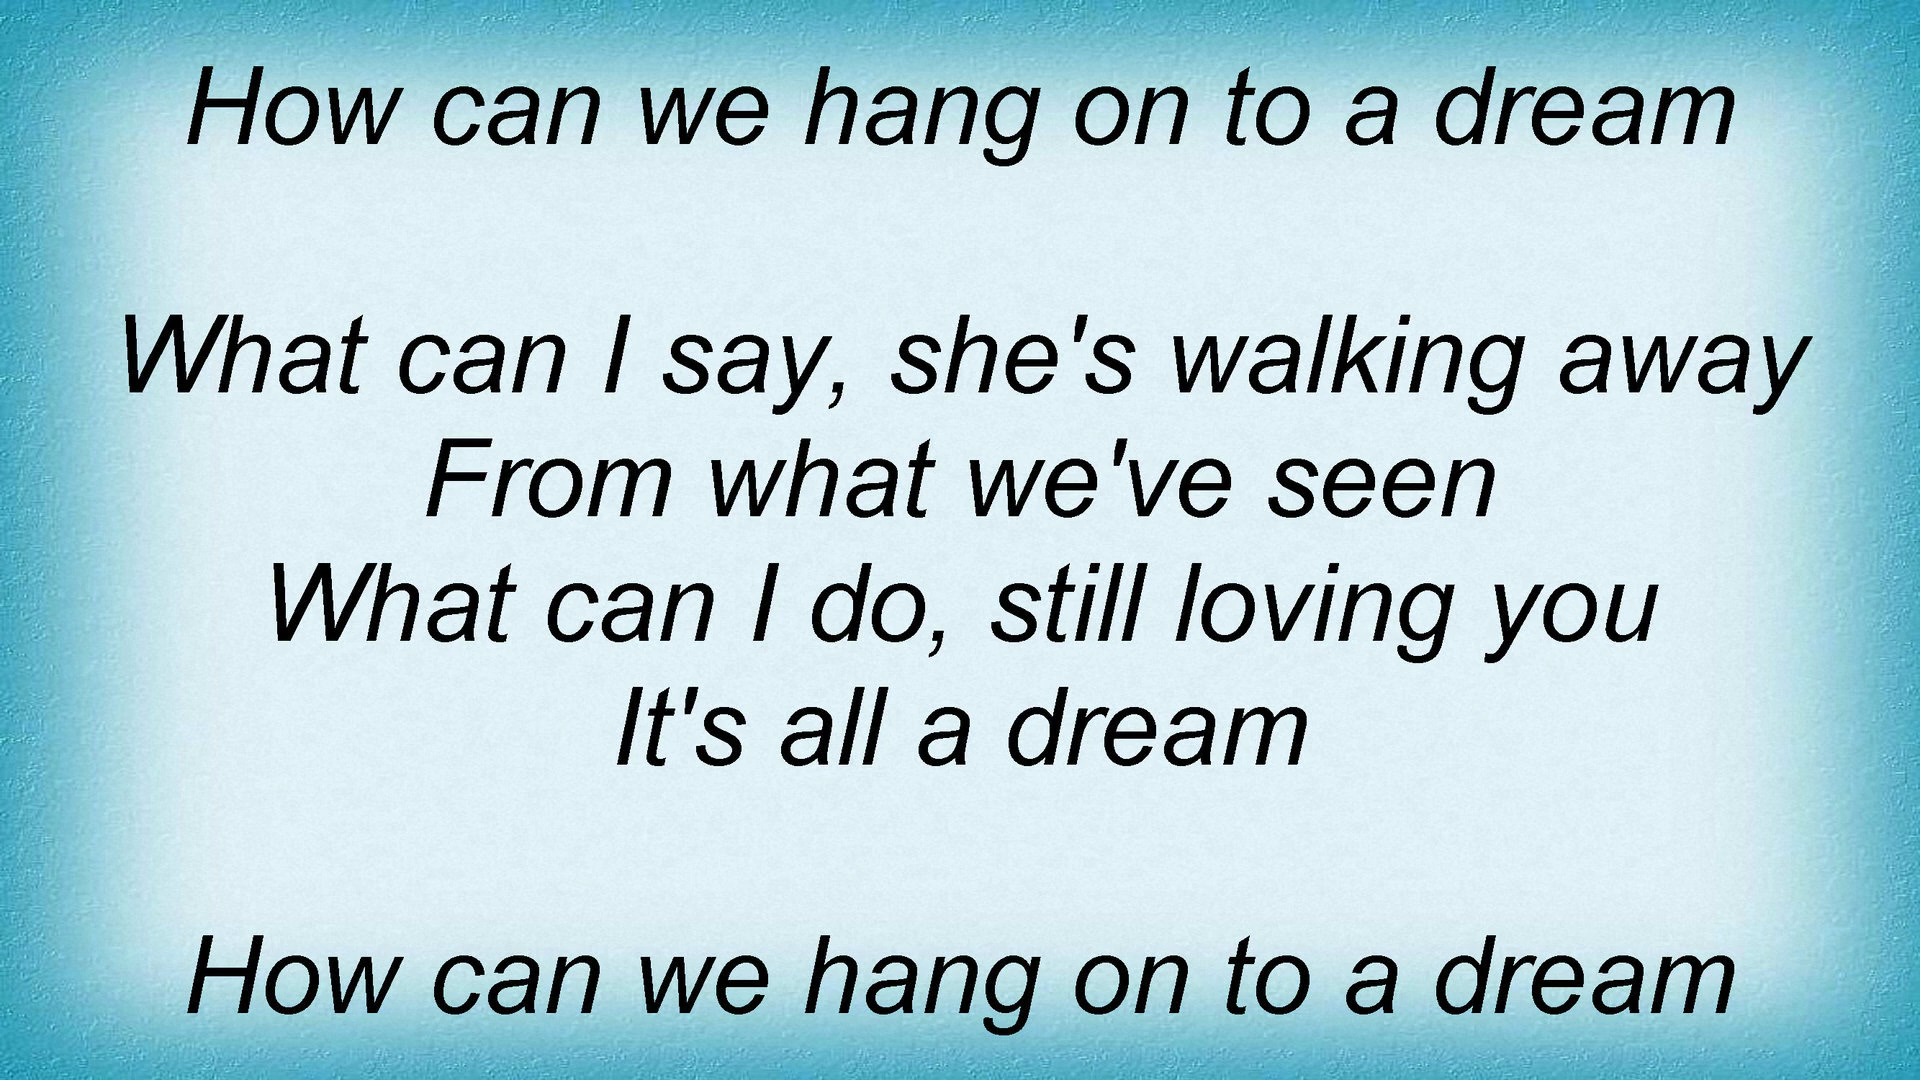 How can we hang on to a dream
What can I say, she's walking away
From what we've seen
What can I do, still loving you
It's all a dream
How can we hang on to a dream